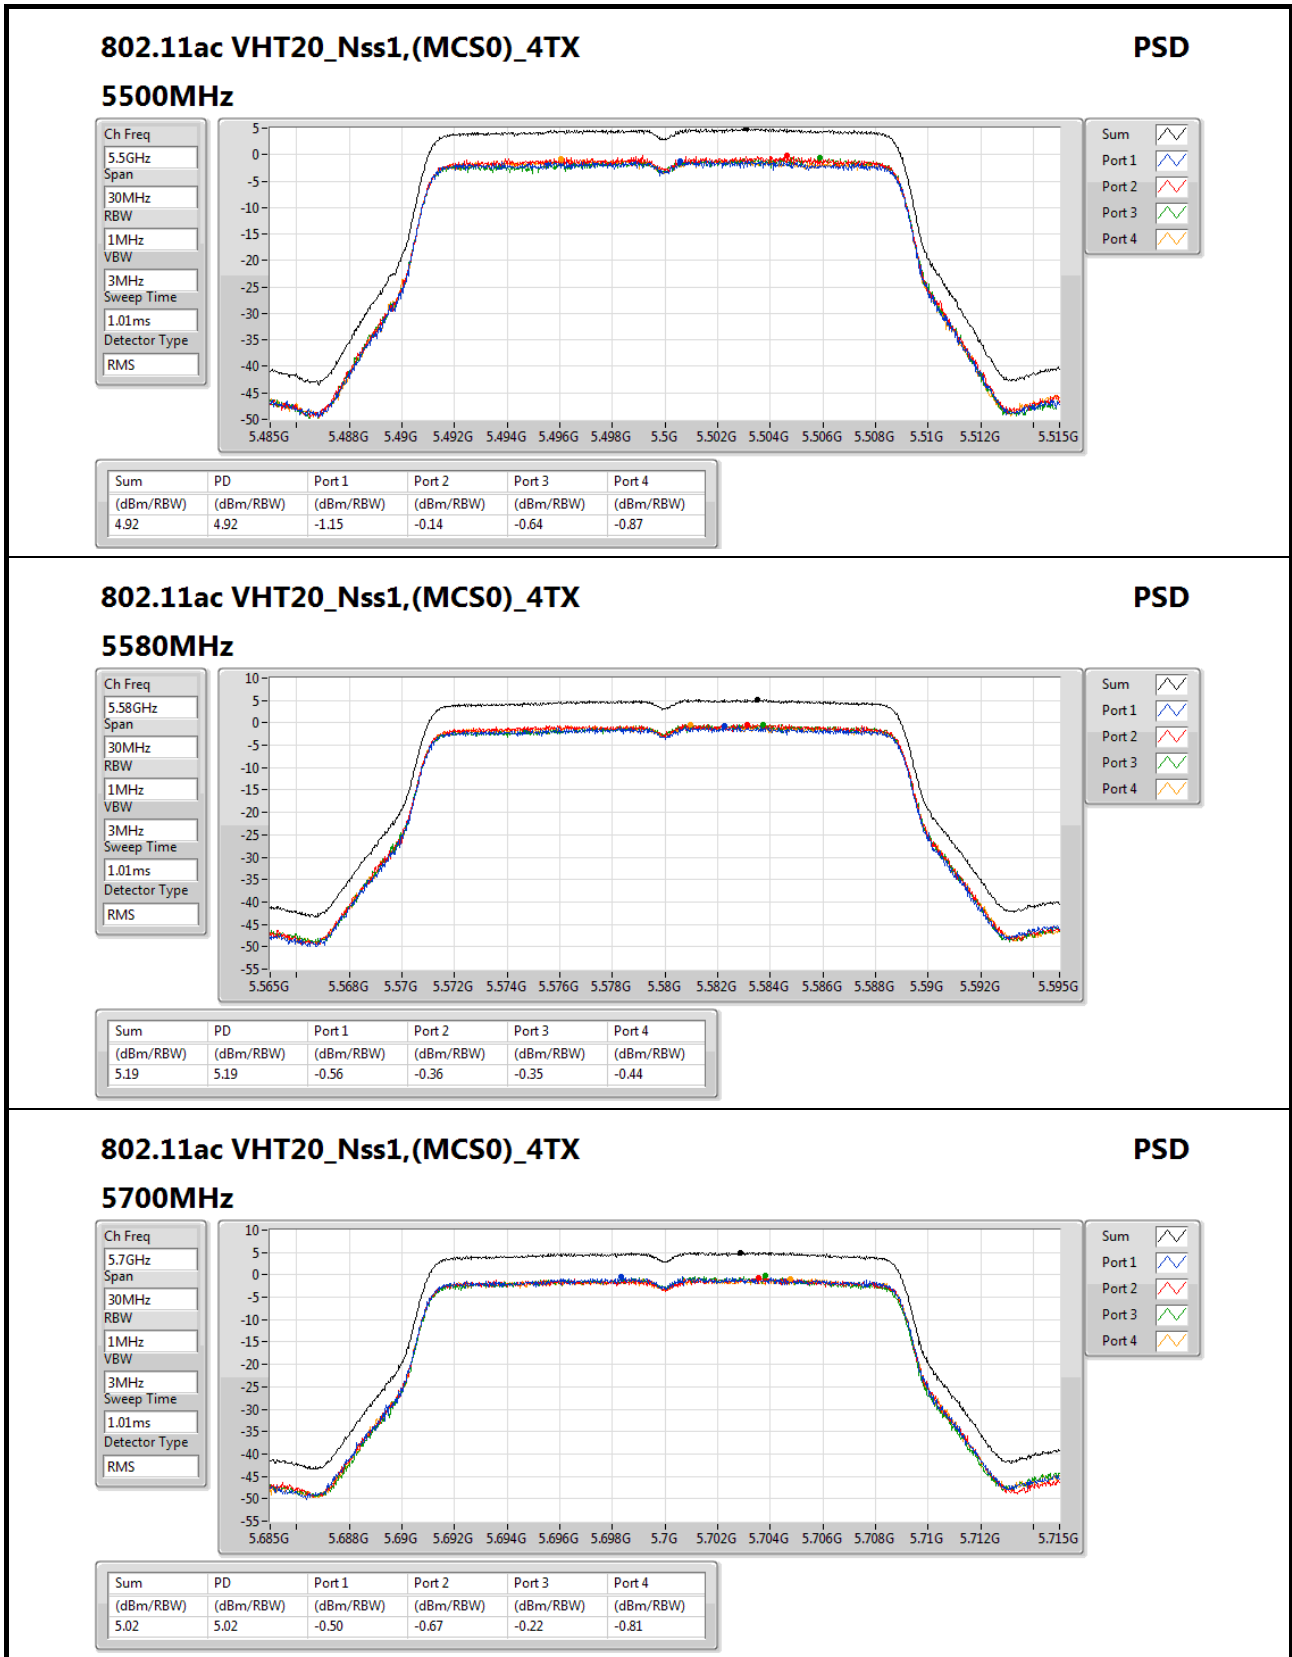 802.11ac VHT20_Nss1,(MCS0)_4TX PSD
5500MHz
Ch Freq
5.5GHz
Span
30MHz
RBW
1MHz
VBW
3MHz
Sweep Time
1.01ms
Detector Type
RMS
5
0
-5
-10
-15
-20
-25
-30
-35
-40
-45
-50
5.485G 5.488G 5.49G 5.492G 5.494G 5.496G 5.498G 5.5G 5.502G 5.504G 5.506G 5.508G 5.51G 5.512G 5.515G
Sum
Port 1
Port 2
Port 3
Port 4
Sum PD Port 1 Port 2 Port 3 Port 4
(dBm/RBW) (dBm/RBW) (dBm/RBW) (dBm/RBW) (dBm/RBW) (dBm/RBW)
4.92 4.92 -1.15 -0.14 -0.64 -0.87
802.11ac VHT20_Nss1,(MCS0)_4TX PSD
5580MHz
Ch Freq
5.58GHz
Span
30MHz
RBW
1MHz
VBW
3MHz
Sweep Time
1.01ms
Detector Type
RMS
10
5
0
-5
-10
-15
-20
-25
-30
-35
-40
-45
-50
-55
5.565G 5.568G 5.57G 5.572G 5.574G 5.576G 5.578G 5.58G 5.582G 5.584G 5.586G 5.588G 5.59G 5.592G 5.595G
Sum
Port 1
Port 2
Port 3
Port 4
Sum PD Port 1 Port 2 Port 3 Port 4
(dBm/RBW) (dBm/RBW) (dBm/RBW) (dBm/RBW) (dBm/RBW) (dBm/RBW)
5.19 5.19 -0.56 -0.36 -0.35 -0.44
802.11ac VHT20_Nss1,(MCS0)_4TX PSD
5700MHz
Ch Freq
5.7GHz
Span
30MHz
RBW
1MHz
VBW
3MHz
Sweep Time
1.01ms
Detector Type
RMS
10
5
0
-5
-10
-15
-20
-25
-30
-35
-40
-45
-50
-55
5.685G 5.688G 5.69G 5.692G 5.694G 5.696G 5.698G 5.7G 5.702G 5.704G 5.706G 5.708G 5.71G 5.712G 5.715G
Sum
Port 1
Port 2
Port 3
Port 4
Sum PD Port 1 Port 2 Port 3 Port 4
(dBm/RBW) (dBm/RBW) (dBm/RBW) (dBm/RBW) (dBm/RBW) (dBm/RBW)
5.02 5.02 -0.50 -0.67 -0.22 -0.81